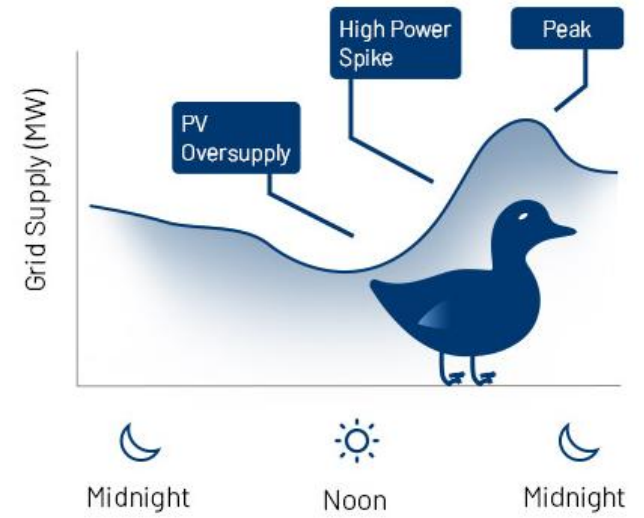 High Power
Spike
Peak
PV
Oversupply
Grid Supply (MW)
Midnight
Noon
Midnight